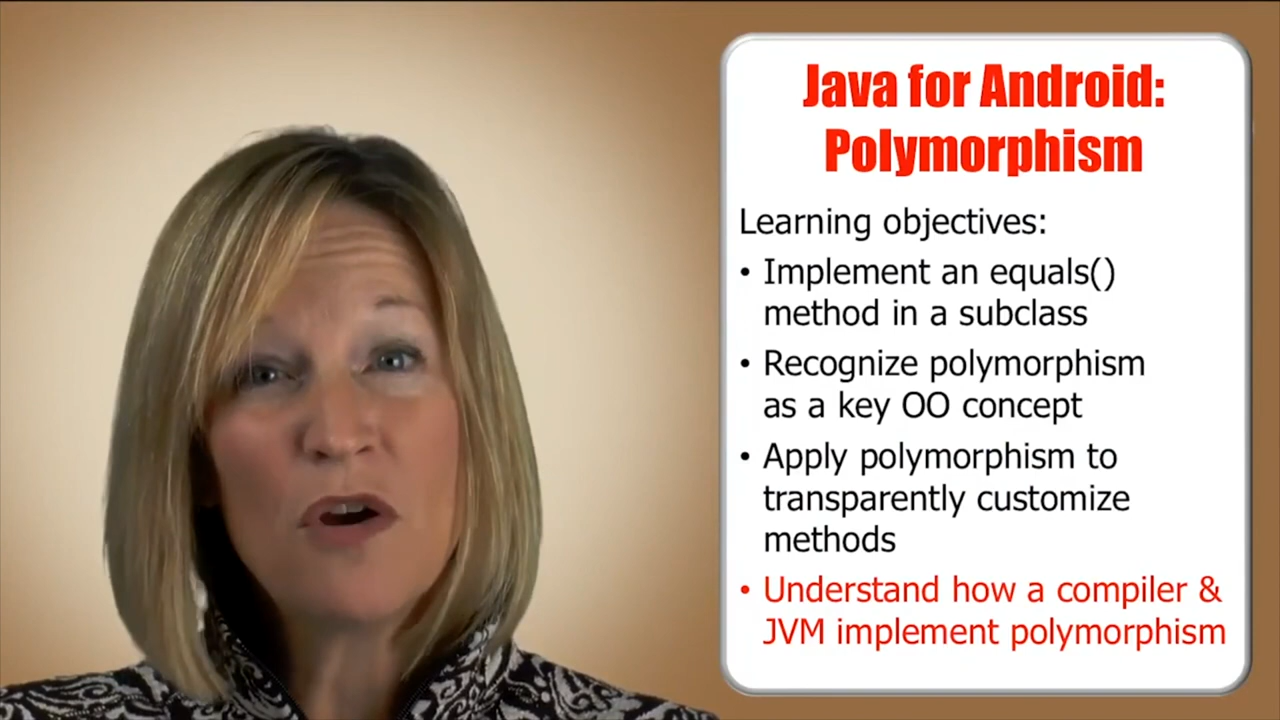 Java for Android:
Polymorphism
Learning objectives:
• Implement an equals()
method in a subclass
• Recognize polymorphism
as a key OO concept
• Apply polymorphism to
transparently customize
methods
• Understand how a compiler &
JVM implement polymorphism